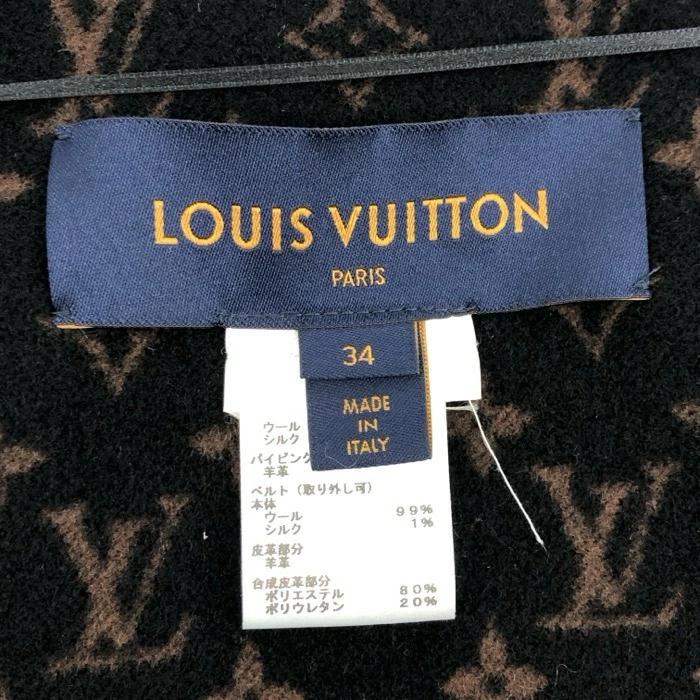 LOUIS VUITTON
PARIS
34
MADE
IN
ITALY
ウール
シルク
パイピング
羊革
ベルト（取り外し可）
本体
ウール 99%
シルク 1%
皮革部分
羊革
合成皮革部分
ポリエステル 80%
ポリウレタン 20%